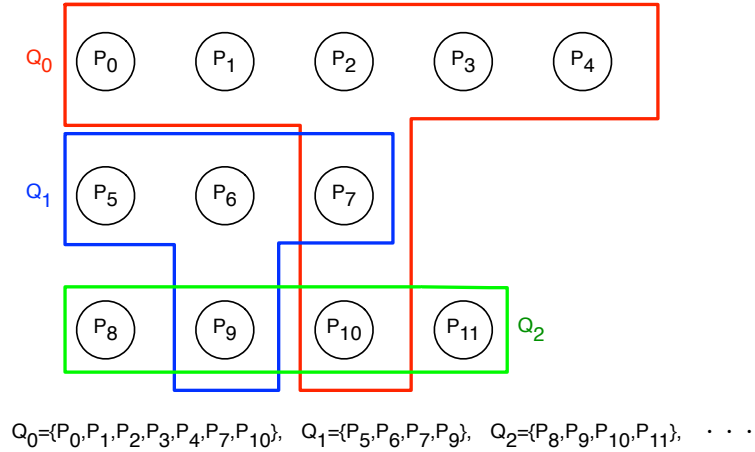 Q0 P0 P1 P2 P3 P4
Q1 P5 P6 P7
P8 P9 P10 P11 Q2
Q0={P0,P1,P2,P3,P4,P7,P10}, Q1={P5,P6,P7,P9}, Q2={P8,P9,P10,P11}, · · ·